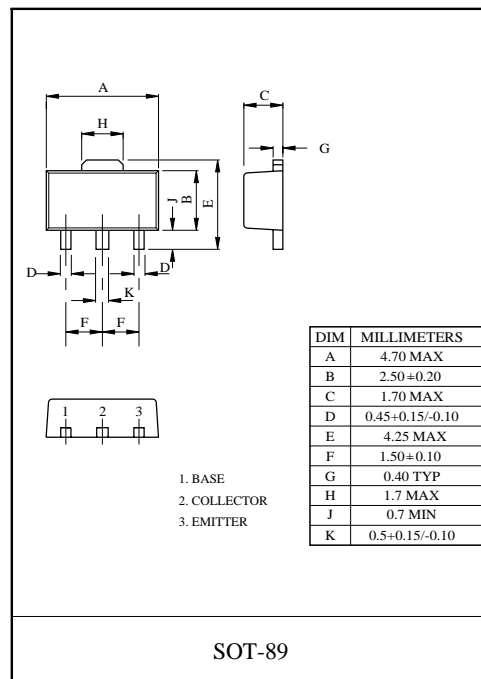 A
H
C
G
J
B
E
D
D
K
F F
1 2 3
1. BASE
2. COLLECTOR
3. EMITTER
DIM MILLIMETERS
A 4.70 MAX
B 2.50±0.20
C 1.70 MAX
D 0.45+0.15/-0.10
E 4.25 MAX
F 1.50±0.10
G 0.40 TYP
H 1.7 MAX
J 0.7 MIN
K 0.5+0.15/-0.10
SOT-89